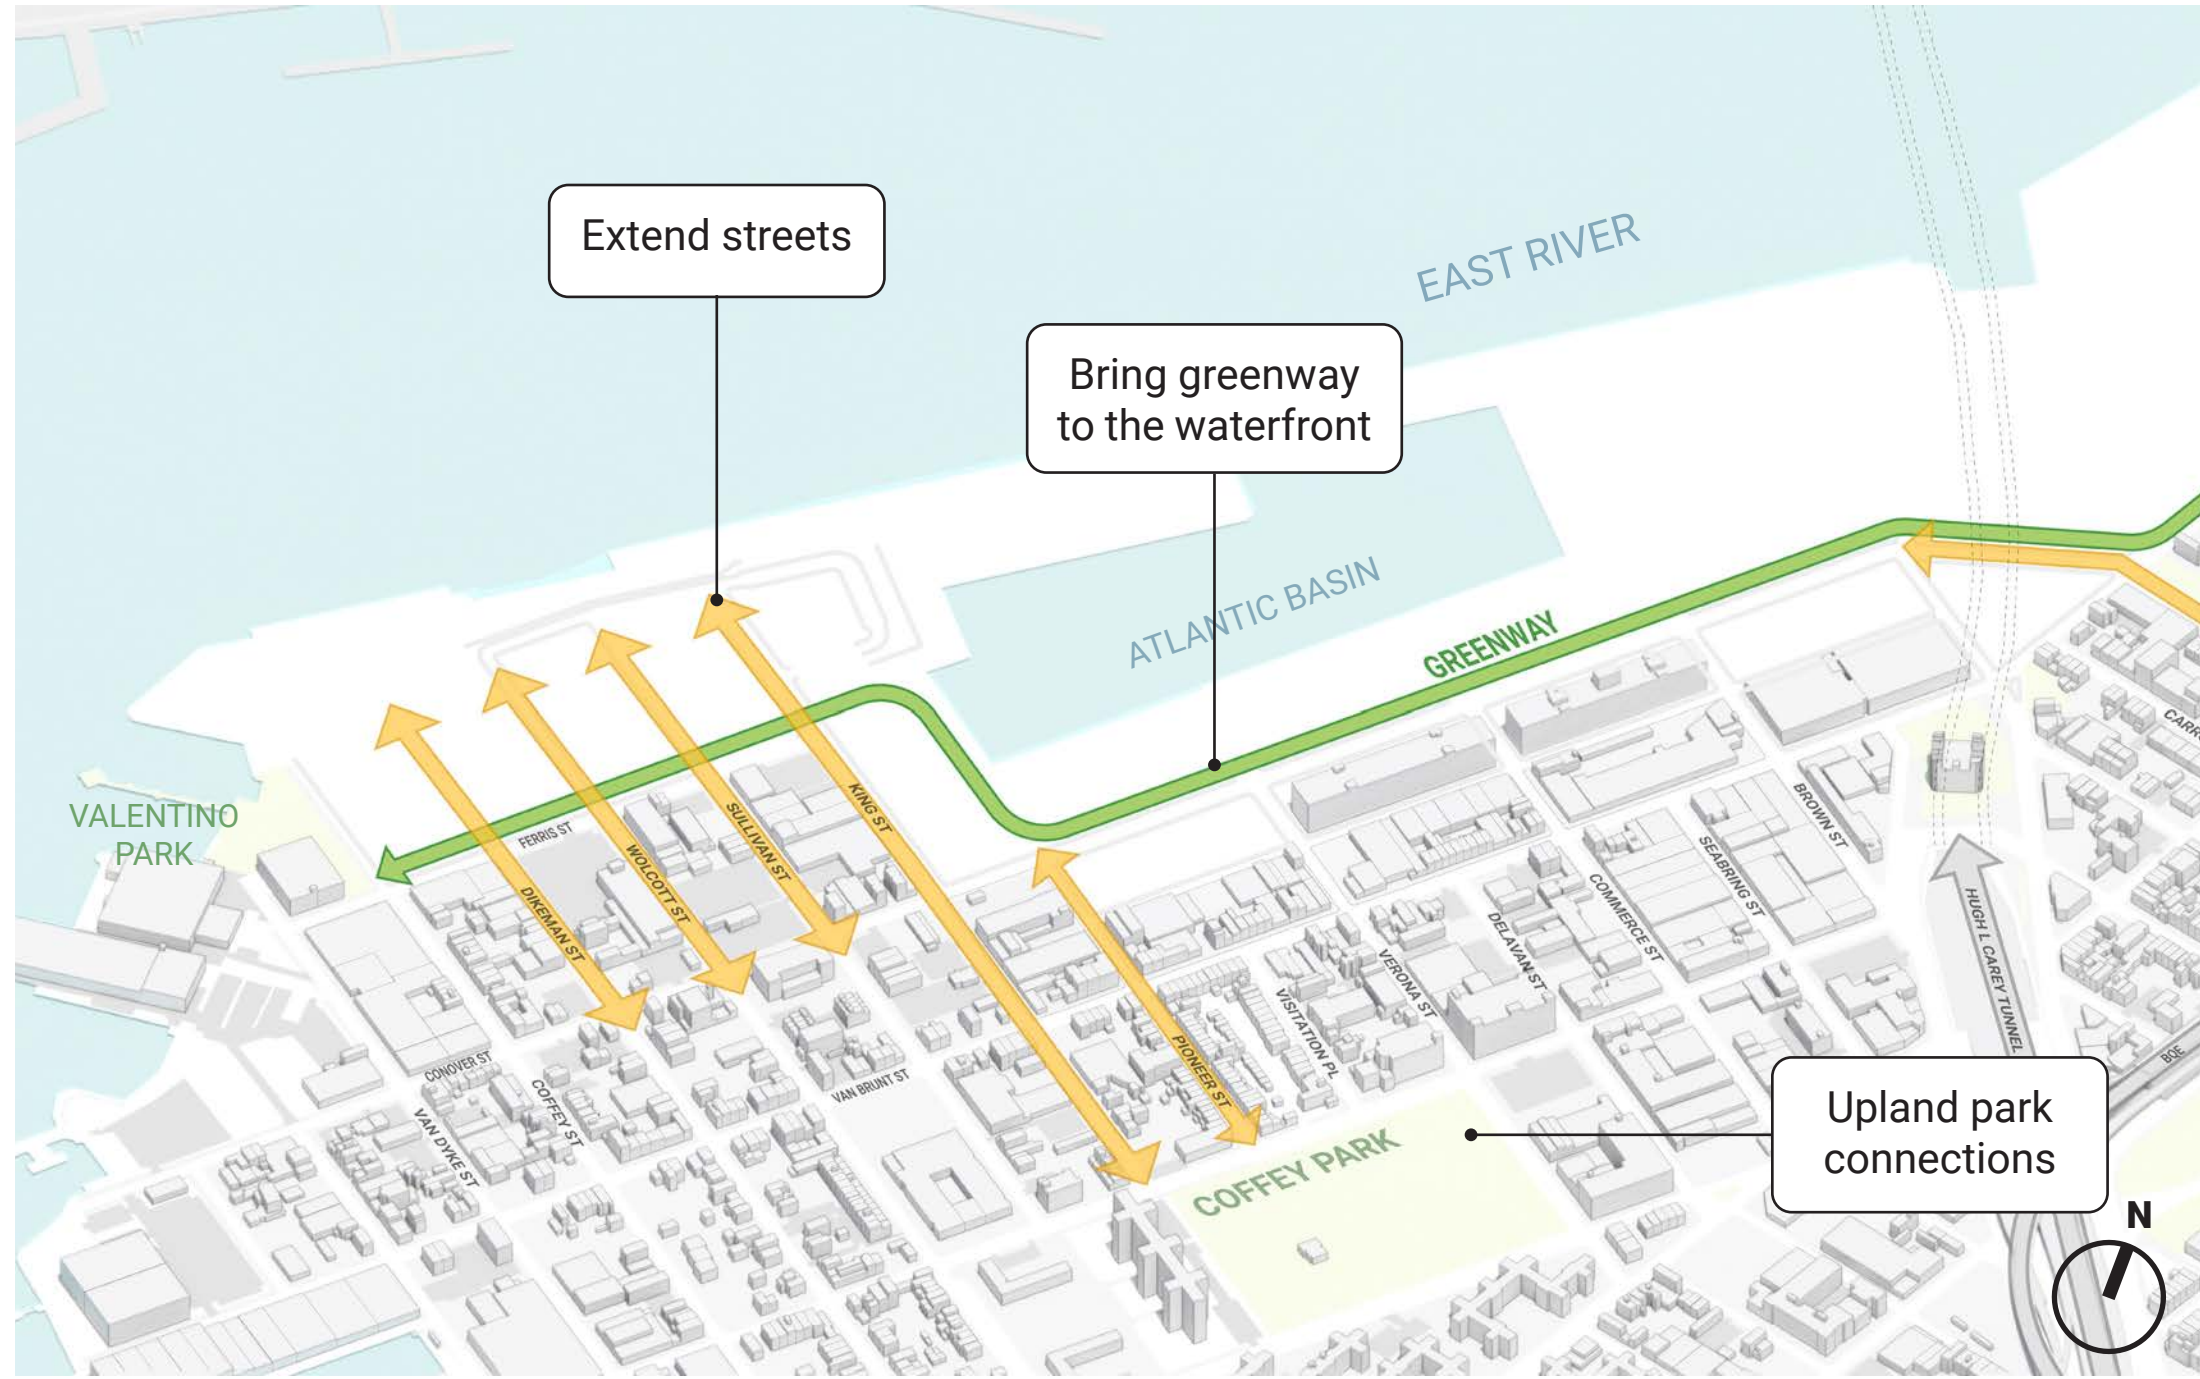 Extend streets
EAST RIVER
Bring greenway
to the waterfront
ATLANTIC BASIN
GREENWAY
VALENTINO
PARK
FERRIS ST
KING ST
SULLIVAN ST
WOLCOTT ST
DIKEMAN ST
BROWN ST
SEABRING ST
COMMERCE ST
DELAVAN ST
VERONA ST
VISITATION PL
PIONEER ST
HUGH L CAREY TUNNEL
BQE
CONOVER ST
COFFEY ST
VAN DYKE ST
VAN BRUNT ST
COFFEY PARK
Upland park
connections
N